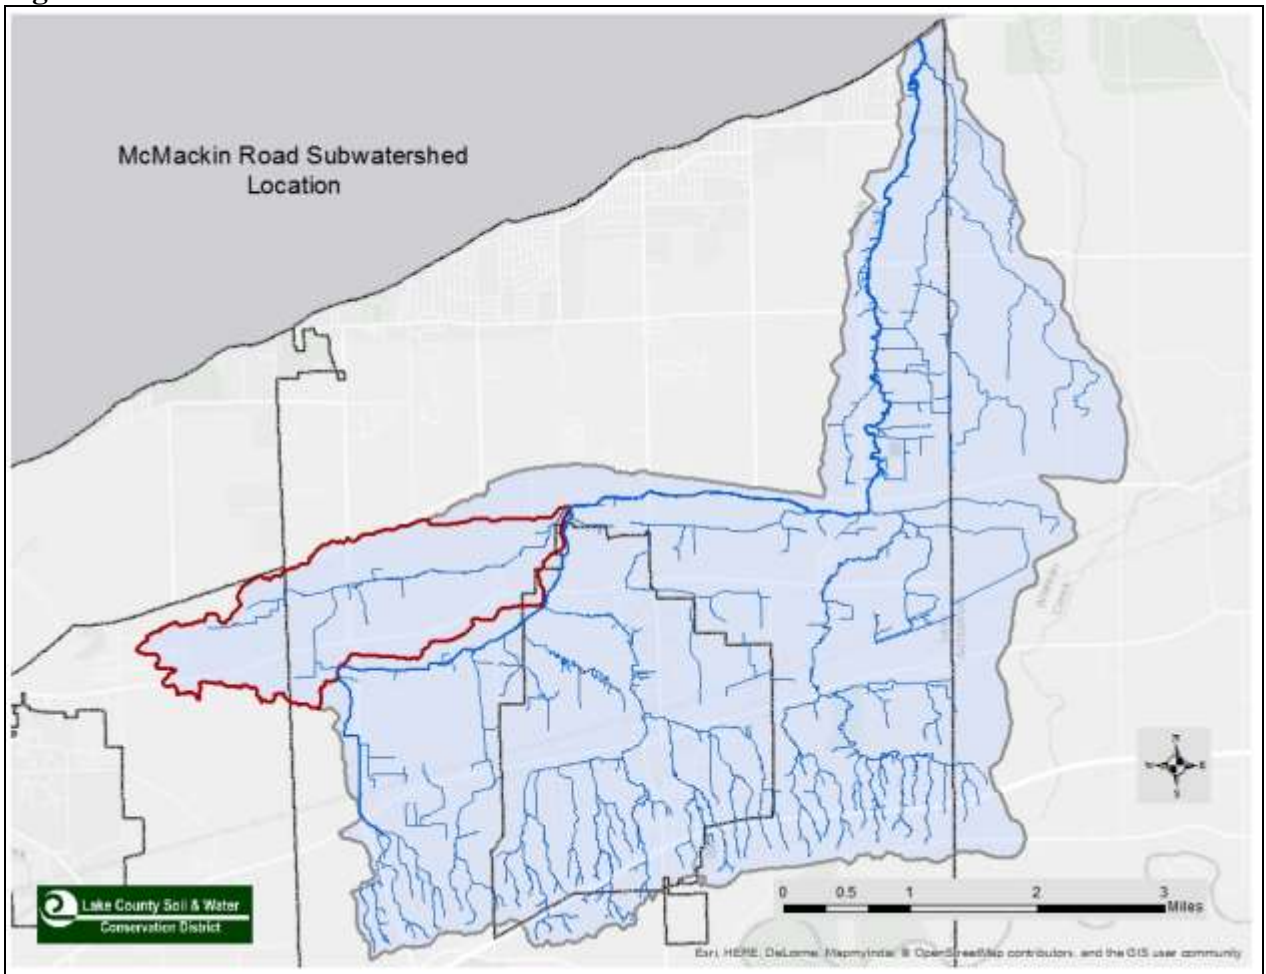 McMackin Road Subwatershed
Location
N
W E
S
0 0.5 1 2 3
Miles
Lake County Soil & Water
Conservation District
Esri, HERE, DeLorme, MapmyIndia, © OpenStreetMap contributors, and the GIS user community